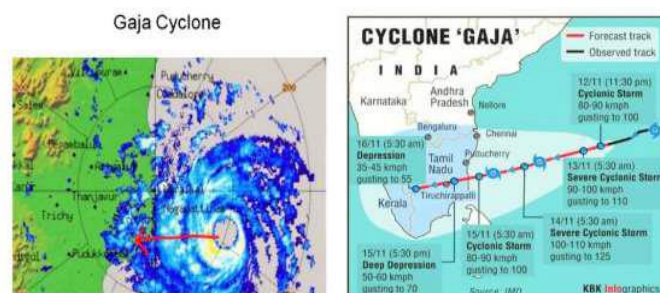 Gaja Cyclone
Puducherry
200
Thanjavur
Trichy
CYCLONE 'GAJA'
Forecast track
Observed track
INDIA
Karnataka
Andhra
Pradesh
Nellore
Bengaluru
Chennai
Tamil
Nadu
Puducherry
Tiruchirappalli
Kerala
12/11 (11:30 pm)
Cyclonic Storm
80-90 kmph
gusting to 100
16/11 (5:30 am)
Depression
35-45 kmph
gusting to 55
13/11 (5:30 am)
Severe Cyclonic Storm
90-100 kmph
gusting to 110
14/11 (5:30 am)
Severe Cyclonic Storm
100-110 kmph
gusting to 125
15/11 (5:30 am)
Cyclonic Storm
80-90 kmph
gusting to 100
15/11 (5:30 pm)
Deep Depression
50-60 kmph
gusting to 70
Source: IMD
KBK Infographics